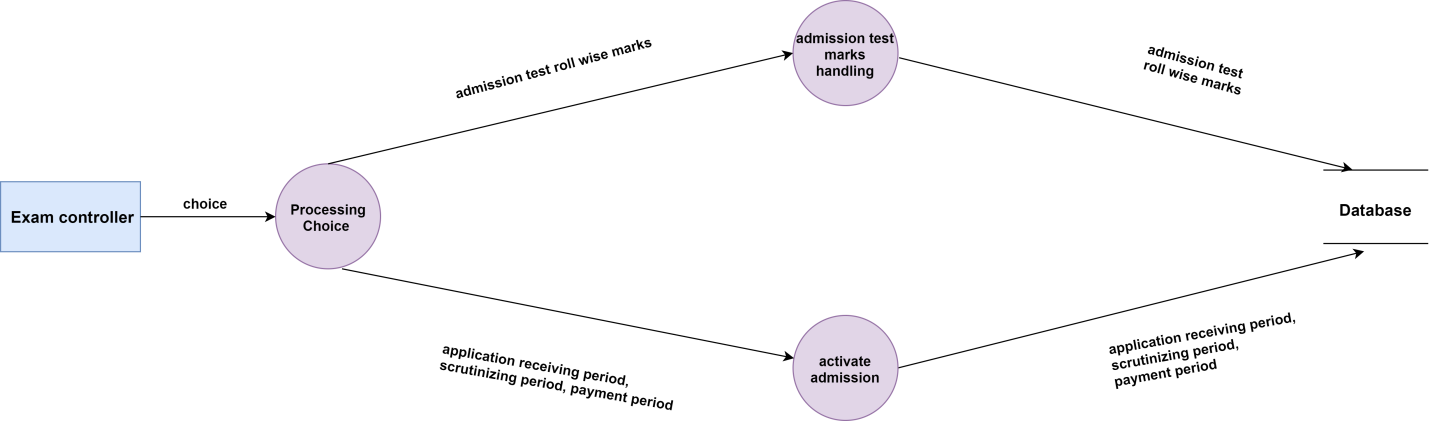 admission test
marks
handling
admission test roll wise marks
admission test
roll wise marks
Exam controller
choice
Processing
Choice
Database
application receiving period,
scrutinizing period, payment period
activate
admission
application receiving period,
scrutinizing period,
payment period